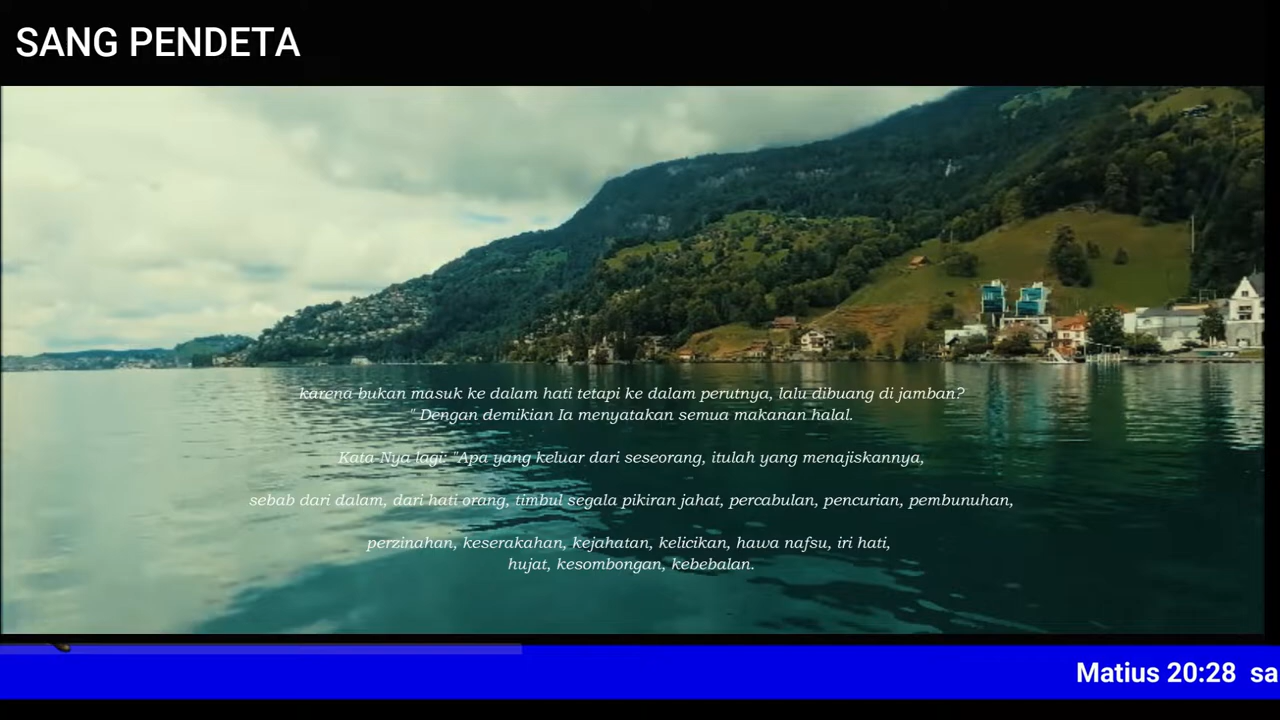 SANG PENDETA
karena bukan masuk ke dalam hati tetapi ke dalam perutnya, lalu dibuang di jamban?
" Dengan demikian Ia menyatakan semua makanan halal.
Kata-Nya lagi: "Apa yang keluar dari seseorang, itulah yang menajiskannya,
sebab dari dalam, dari hati orang, timbul segala pikiran jahat, percabulan, pencurian, pembunuhan,
perzinahan, keserakahan, kejahatan, kelicikan, hawa nafsu, iri hati,
hujat, kesombongan, kebebalan.
Matius 20:28 sa